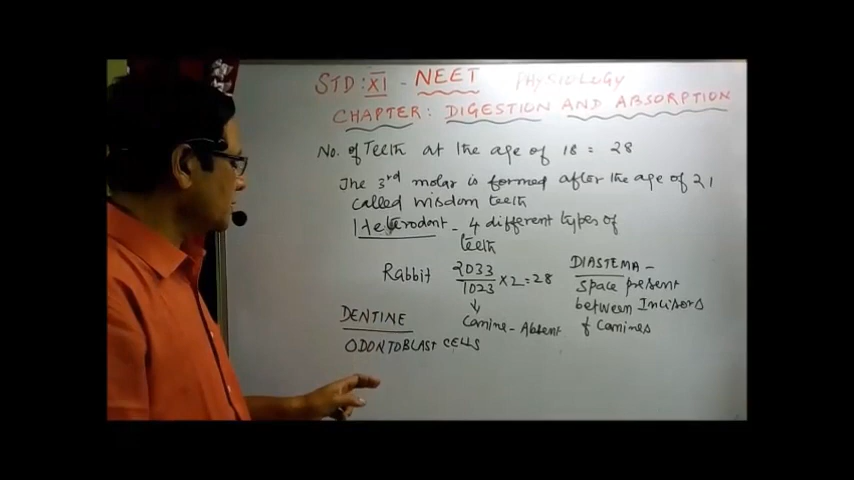 STD: XI - NEET PHYSIOLOGY
CHAPTER: DIGESTION AND ABSORPTION
No. of Teeth at the age of 18 = 28
The 3rd molar is formed after the age of 21
called wisdom teeth
Heterodont - 4 different types of
teeth
Rabbit 2033/1023 × 2 = 28
↓
Canine - Absent
DIASTEMA -
Space present
between Incisors
& Canines
DENTINE
ODONTOBLAST CELLS